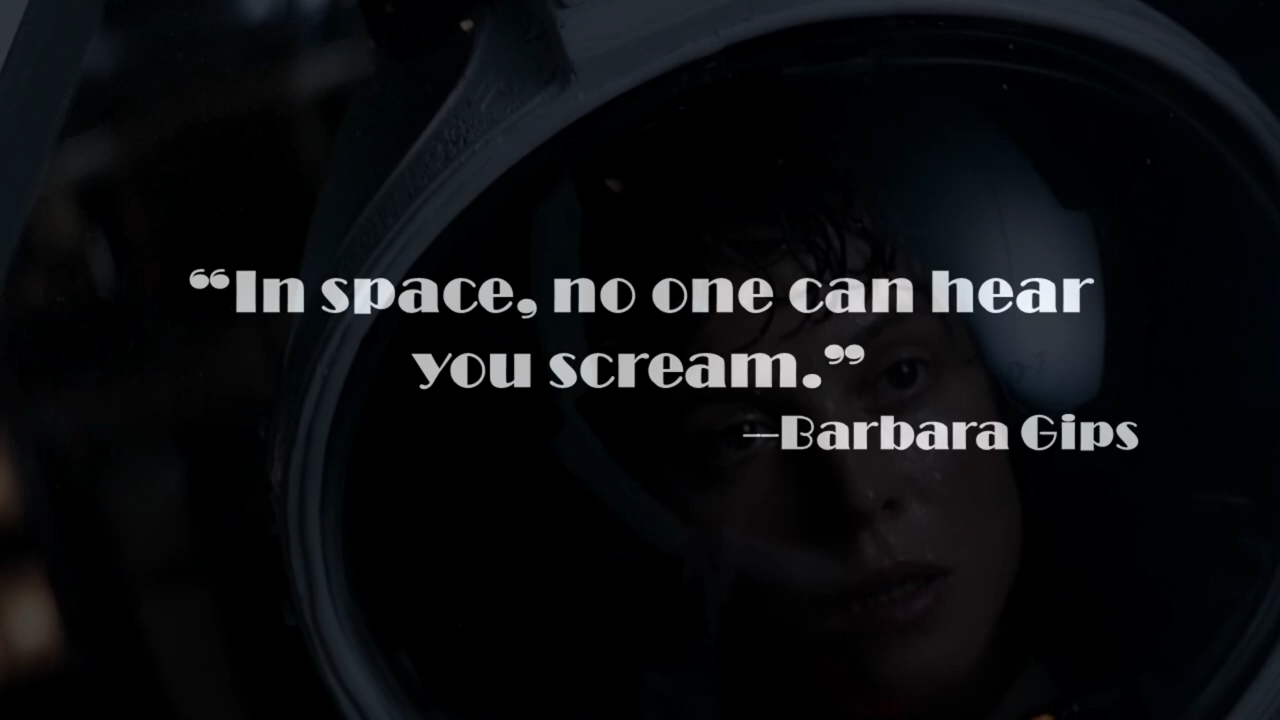 “In space, no one can hear
you scream.”
—Barbara Gips